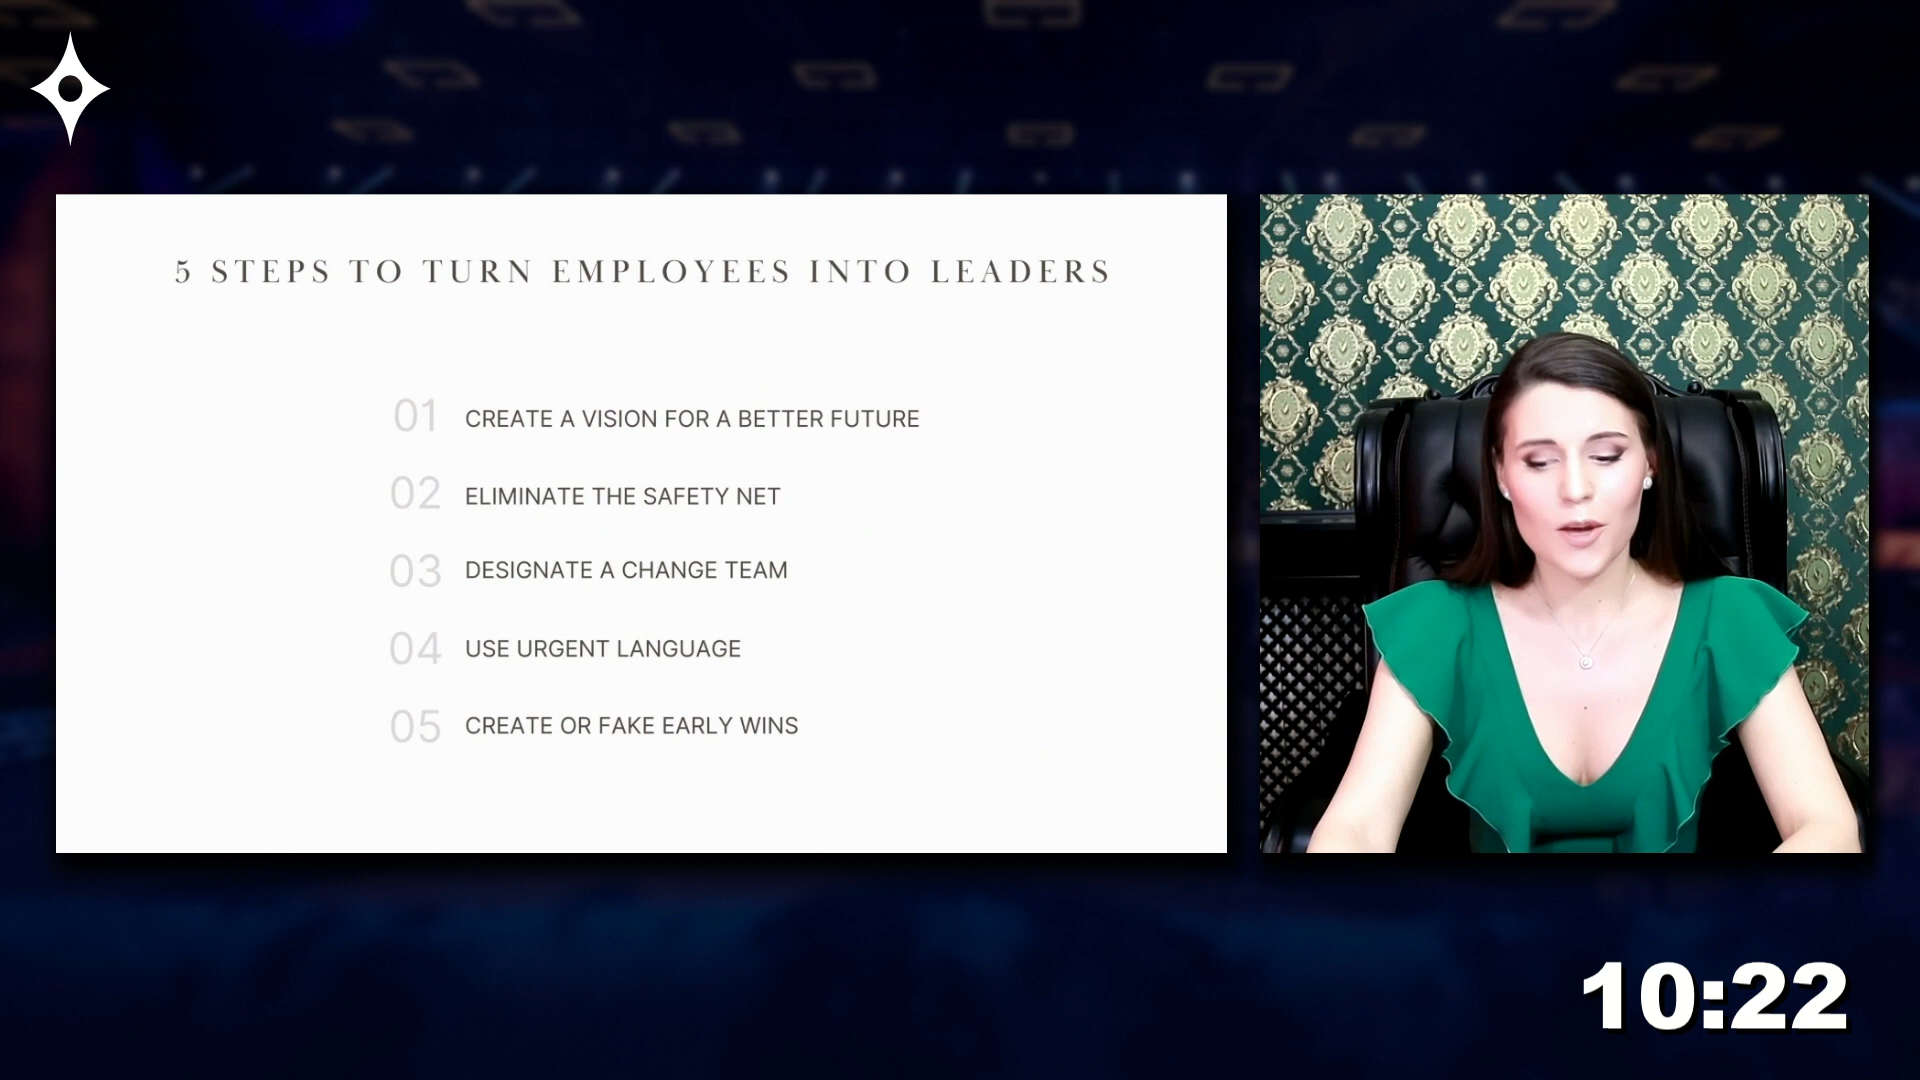 5 STEPS TO TURN EMPLOYEES INTO LEADERS
01 CREATE A VISION FOR A BETTER FUTURE
02 ELIMINATE THE SAFETY NET
03 DESIGNATE A CHANGE TEAM
04 USE URGENT LANGUAGE
05 CREATE OR FAKE EARLY WINS
10:22